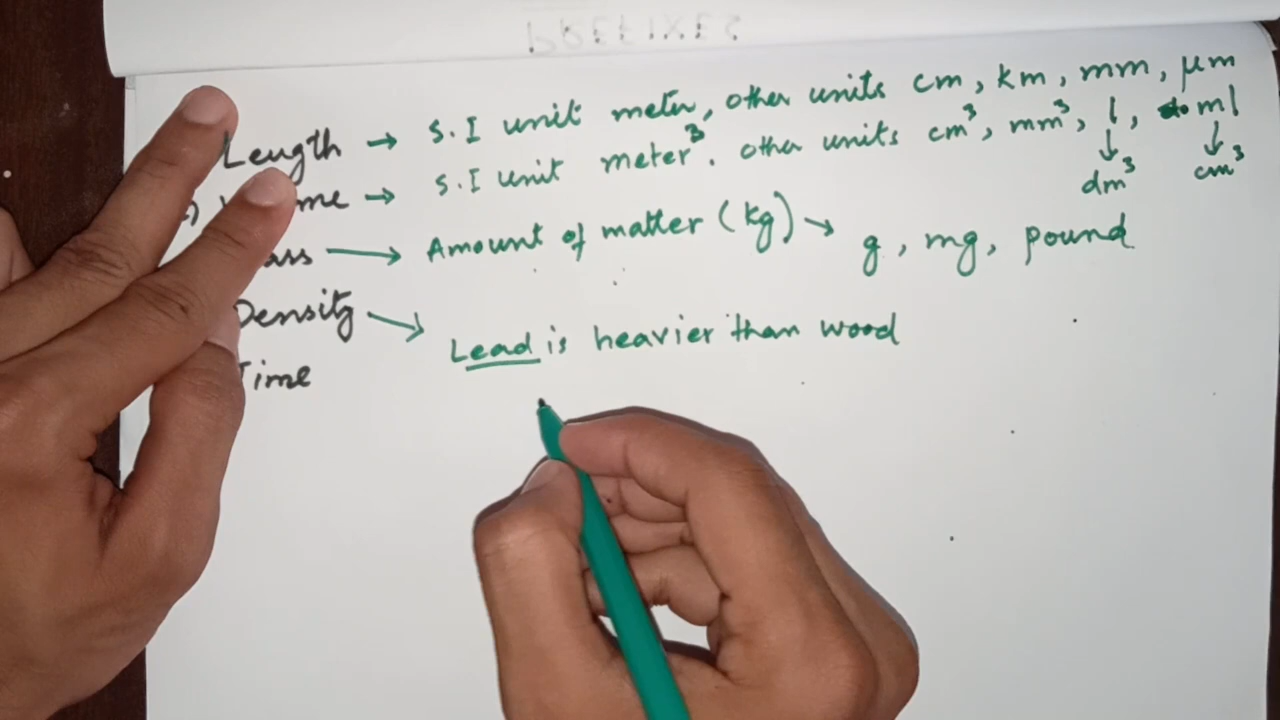 Length → S.I unit meter, other units cm, km, mm, μm
→ S.I unit meter³. other units cm³, mm³, l, ml
↓ dm³ ↓ cm³
→ Amount of matter (kg) → g, mg, pound
Density → Lead is heavier than wood
Time